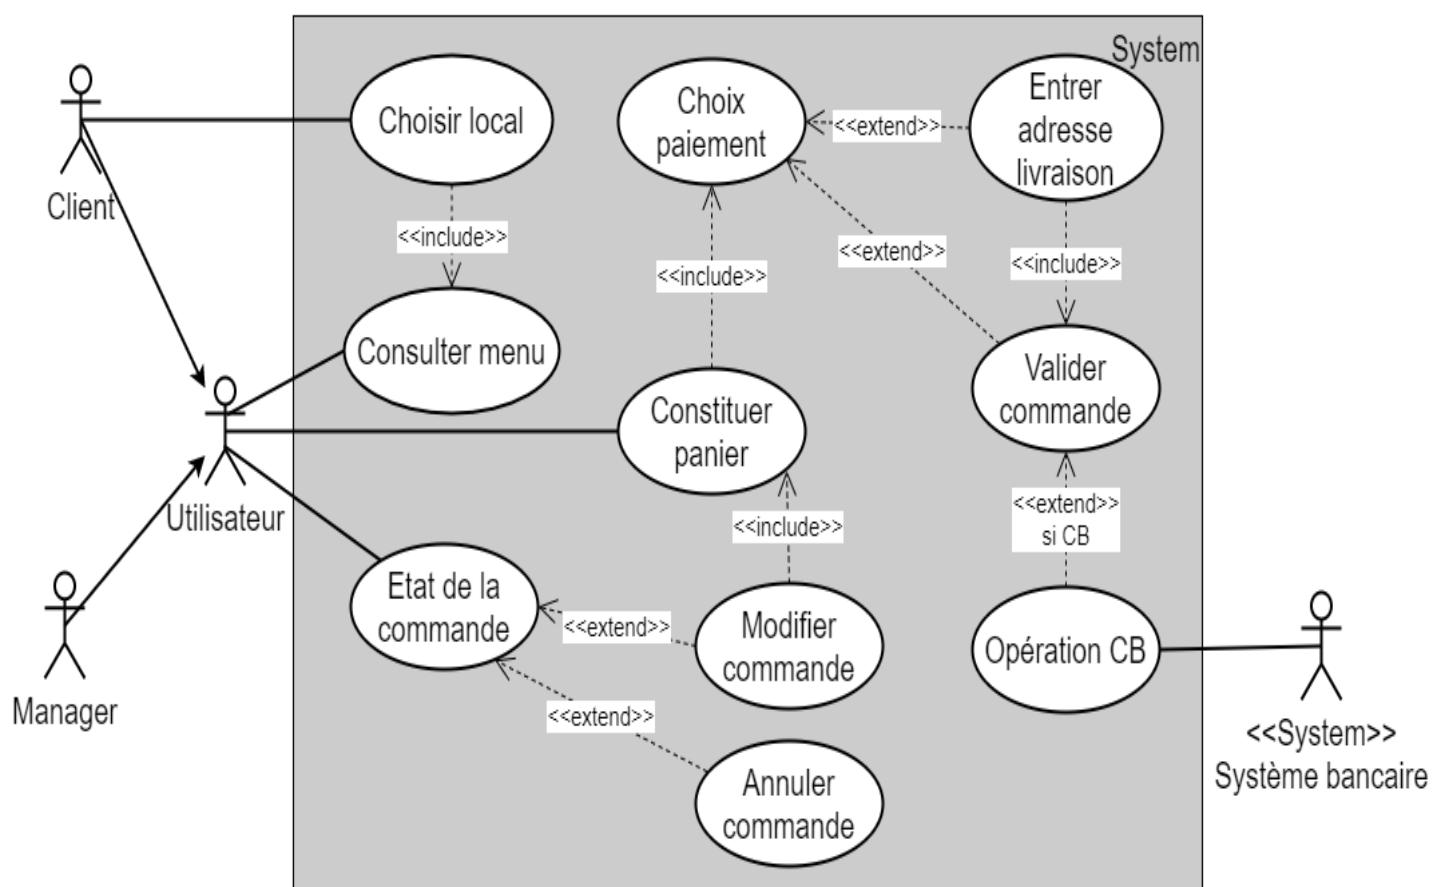 System
Client
Choisir local
Choix
paiement
<<extend>>
Entrer
adresse
livraison
<<include>>
<<include>>
<<extend>>
<<include>>
Consulter menu
Constituer
panier
Valider
commande
Utilisateur
<<include>>
<<extend>>
si CB
Etat de la
commande
<<extend>>
Modifier
commande
Opération CB
Manager
<<extend>>
Annuler
commande
<<System>>
Système bancaire